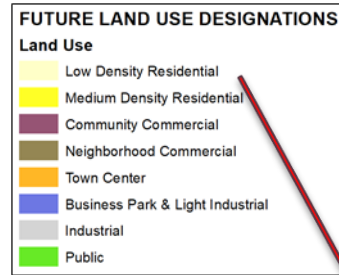 FUTURE LAND USE DESIGNATIONS
Land Use
Low Density Residential
Medium Density Residential
Community Commercial
Neighborhood Commercial
Town Center
Business Park & Light Industrial
Industrial
Public